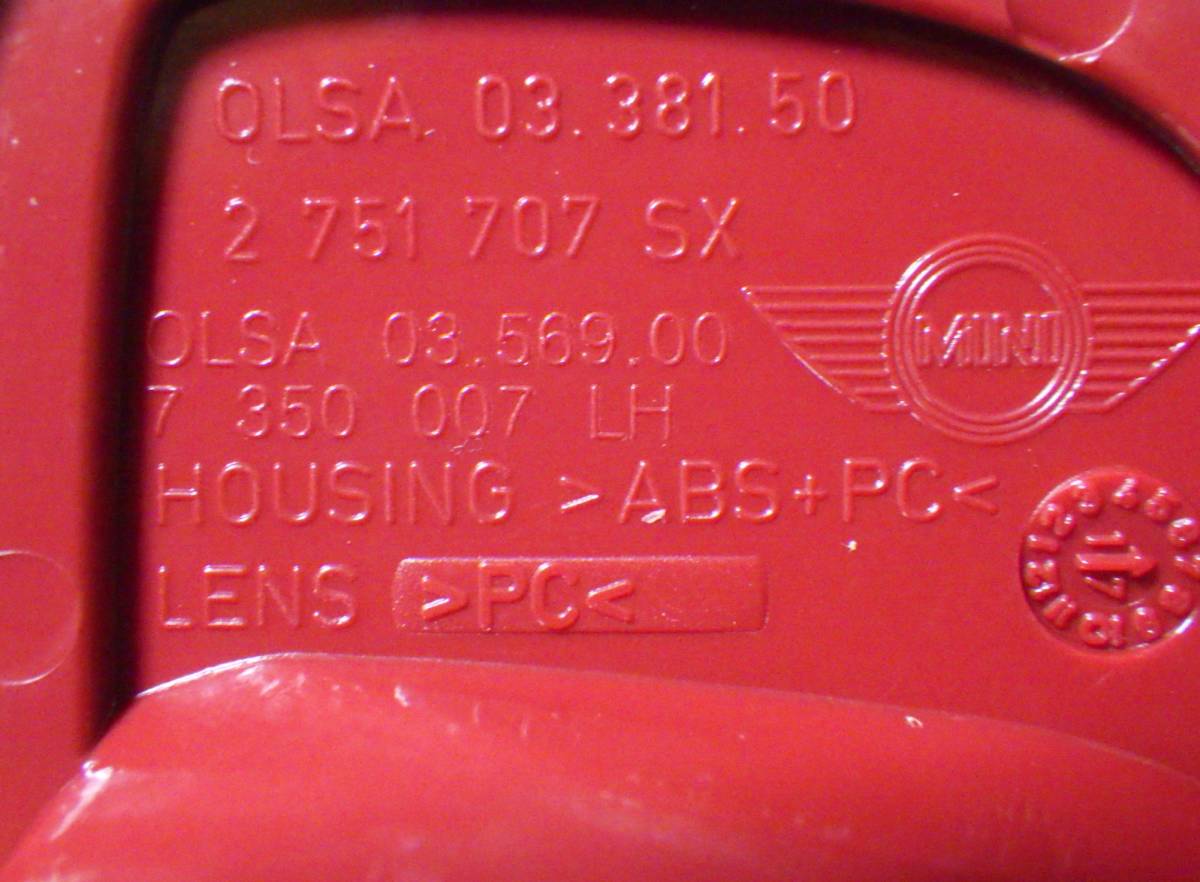 OLSA 03.381.50
2 751 707 SX
OLSA 03.569.00
7 350 007 LH
MINI
HOUSING >ABS+PC<
LENS >PC<